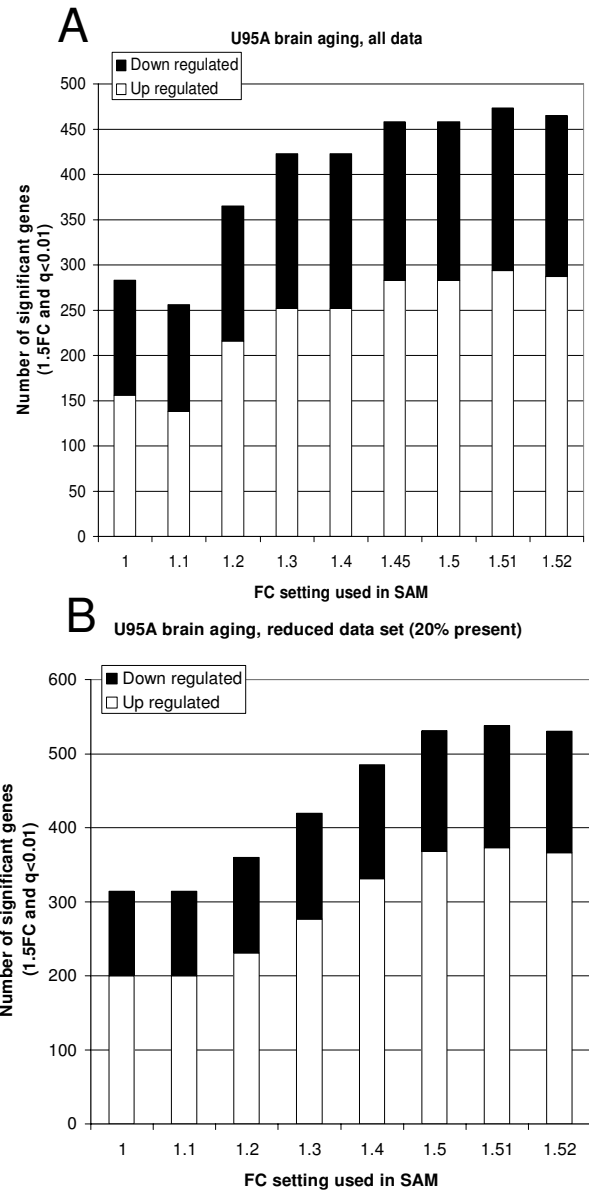 A
U95A brain aging, all data
Down regulated
Up regulated
500
450
400
350
300
250
200
150
100
50
0
Number of significant genes
(1.5FC and q<0.01)
1 1.1 1.2 1.3 1.4 1.45 1.5 1.51 1.52
FC setting used in SAM
B
U95A brain aging, reduced data set (20% present)
Down regulated
Up regulated
600
500
400
300
200
100
0
Number of significant genes
(1.5FC and q<0.01)
1 1.1 1.2 1.3 1.4 1.5 1.51 1.52
FC setting used in SAM